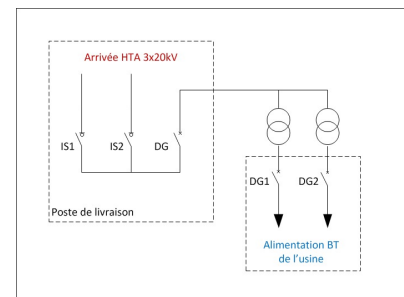 Arrivée HTA 3x20kV
IS1
IS2
DG
DG1
DG2
Poste de livraison
Alimentation BT
de l'usine